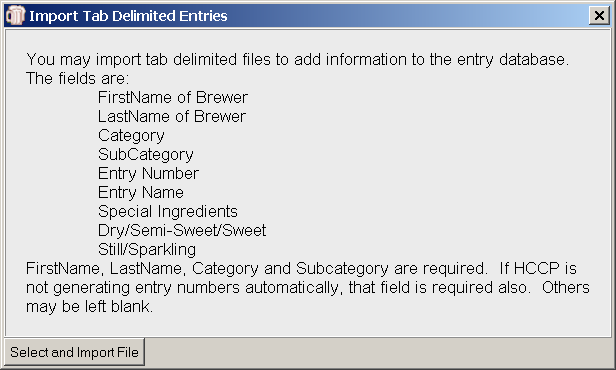 Import Tab Delimited Entries
You may import tab delimited files to add information to the entry database.
The fields are:
FirstName of Brewer
LastName of Brewer
Category
SubCategory
Entry Number
Entry Name
Special Ingredients
Dry/Semi-Sweet/Sweet
Still/Sparkling
FirstName, LastName, Category and Subcategory are required.  If HCCP is
not generating entry numbers automatically, that field is required also.  Others
may be left blank.
Select and Import File